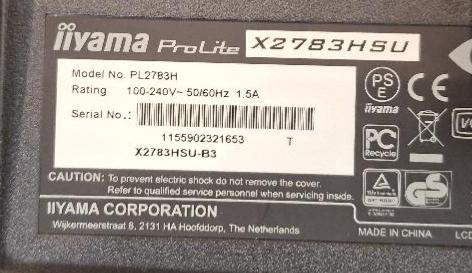 iiyama ProLite X2783HSU
Model No. PL2783H
Rating 100-240V~ 50/60Hz 1.5A
Serial No.:
1155902321653 T
X2783HSU-B3
CAUTION: To prevent electric shock do not remove the cover.
Refer to qualified service personnel when servicing inside.
IIYAMA CORPORATION
Wijkermeerstraat 8, 2131 HA Hoofddorp, The Netherlands
PS
E
iiyama
PC
Recycle
GS
MADE IN CHINA
LCD